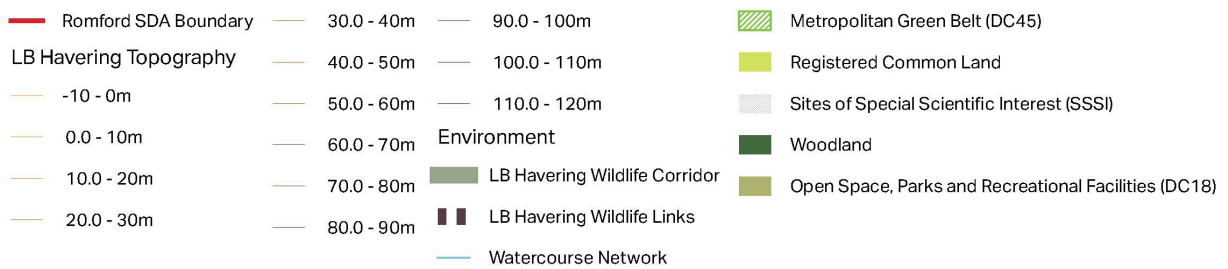 Romford SDA Boundary
LB Havering Topography
-10 - 0m
0.0 - 10m
10.0 - 20m
20.0 - 30m
30.0 - 40m
40.0 - 50m
50.0 - 60m
60.0 - 70m
70.0 - 80m
80.0 - 90m
90.0 - 100m
100.0 - 110m
110.0 - 120m
Environment
LB Havering Wildlife Corridor
LB Havering Wildlife Links
Watercourse Network
Metropolitan Green Belt (DC45)
Registered Common Land
Sites of Special Scientific Interest (SSSI)
Woodland
Open Space, Parks and Recreational Facilities (DC18)